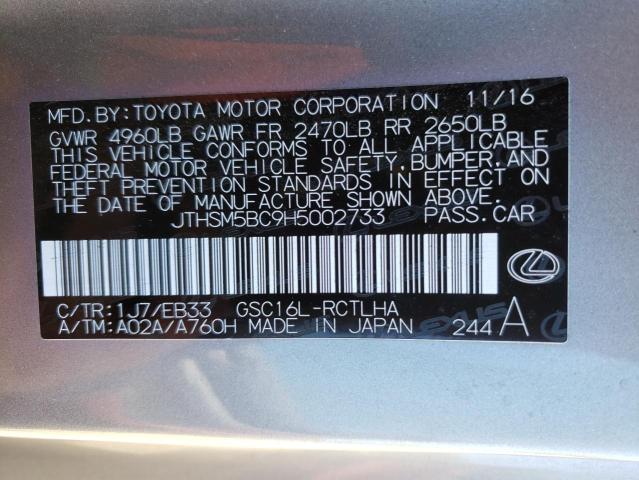 MFD. BY: TOYOTA MOTOR CORPORATION 11/16
GVWR 4960LB GAWR FR 2470LB RR 2650LB
THIS VEHICLE CONFORMS TO ALL APPLICABLE
FEDERAL MOTOR VEHICLE SAFETY, BUMPER, AND
THEFT PREVENTION STANDARDS IN EFFECT ON
THE DATE OF MANUFACTURE SHOWN ABOVE.
JTHSM5BC9H5002733 PASS. CAR
C/TR: 1J7/EB33 GSC16L-RCTLHA
A/TM: A02A/A760H MADE IN JAPAN 244 A